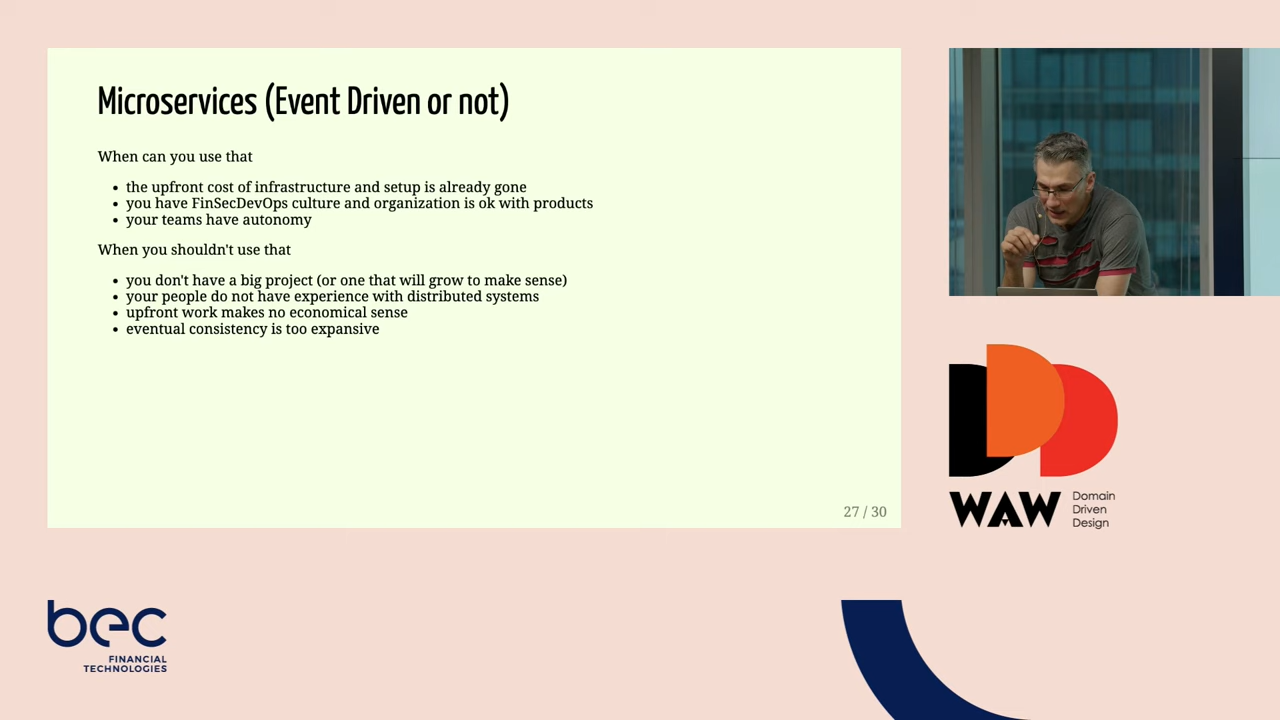 Microservices (Event Driven or not)
When can you use that
• the upfront cost of infrastructure and setup is already gone
• you have FinSecDevOps culture and organization is ok with products
• your teams have autonomy
When you shouldn't use that
• you don't have a big project (or one that will grow to make sense)
• your people do not have experience with distributed systems
• upfront work makes no economical sense
• eventual consistency is too expansive
27 / 30
WAW
Domain
Driven
Design
bec
FINANCIAL
TECHNOLOGIES